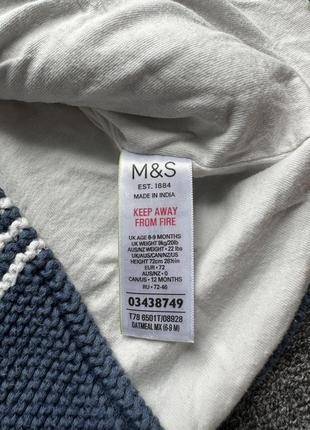 M&S
EST. 1884
MADE IN INDIA
KEEP AWAY
FROM FIRE
UK AGE 6-9 MONTHS
UK WEIGHT 9kg/20lb
AUS/NZ WEIGHT • 22 lbs
UK/AUS/CAN/NZ/US
HEIGHT 72cm 28½in
EUR • 72
AUS/NZ • 0
CAN/US • 12 MONTHS
RU • 72-46
03438749
T78 6501T/08928
OATMEAL MX (6-9 M)